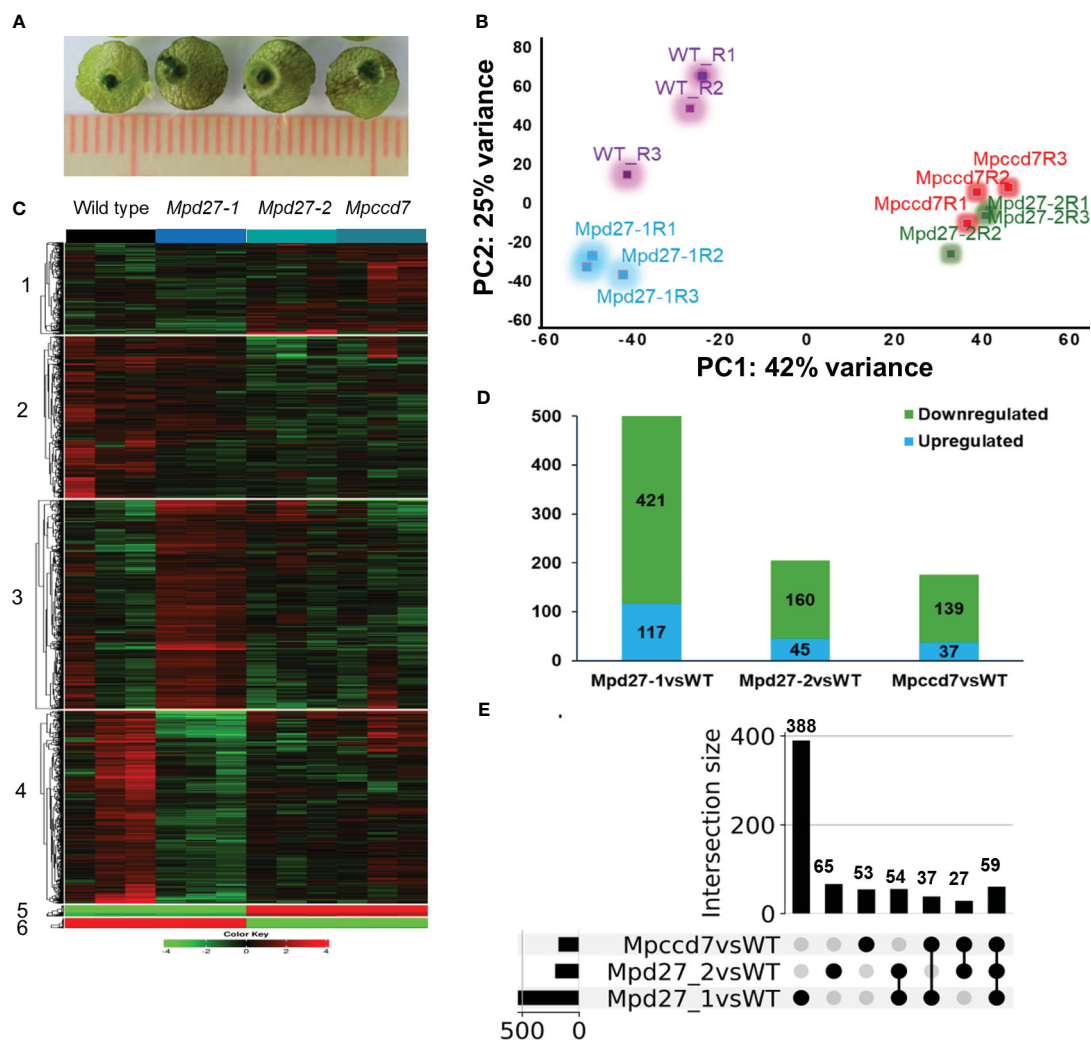 A
B
80
60
40
20
0
-20
-40
-60
PC2: 25% variance
WT_R1
WT_R2
WT_R3
Mpd27-1R1
Mpd27-1R2
Mpd27-1R3
Mpccd7R3
Mpccd7R2
Mpccd7R1
Mpd27-2R1
Mpd27-2R3
Mpd27-2R2
-60
-40
-20
0
20
40
60
PC1: 42% variance
C
Wild type
Mpd27-1
Mpd27-2
Mpccd7
1
2
3
4
5
6
Color Key
-4
-2
0
2
4
D
500
400
300
200
100
0
Downregulated
Upregulated
421
117
160
45
139
37
Mpd27-1vsWT
Mpd27-2vsWT
Mpccd7vsWT
E
Intersection size
400
200
0
388
65
53
54
37
27
59
Mpccd7vsWT
Mpd27_2vsWT
Mpd27_1vsWT
500
0